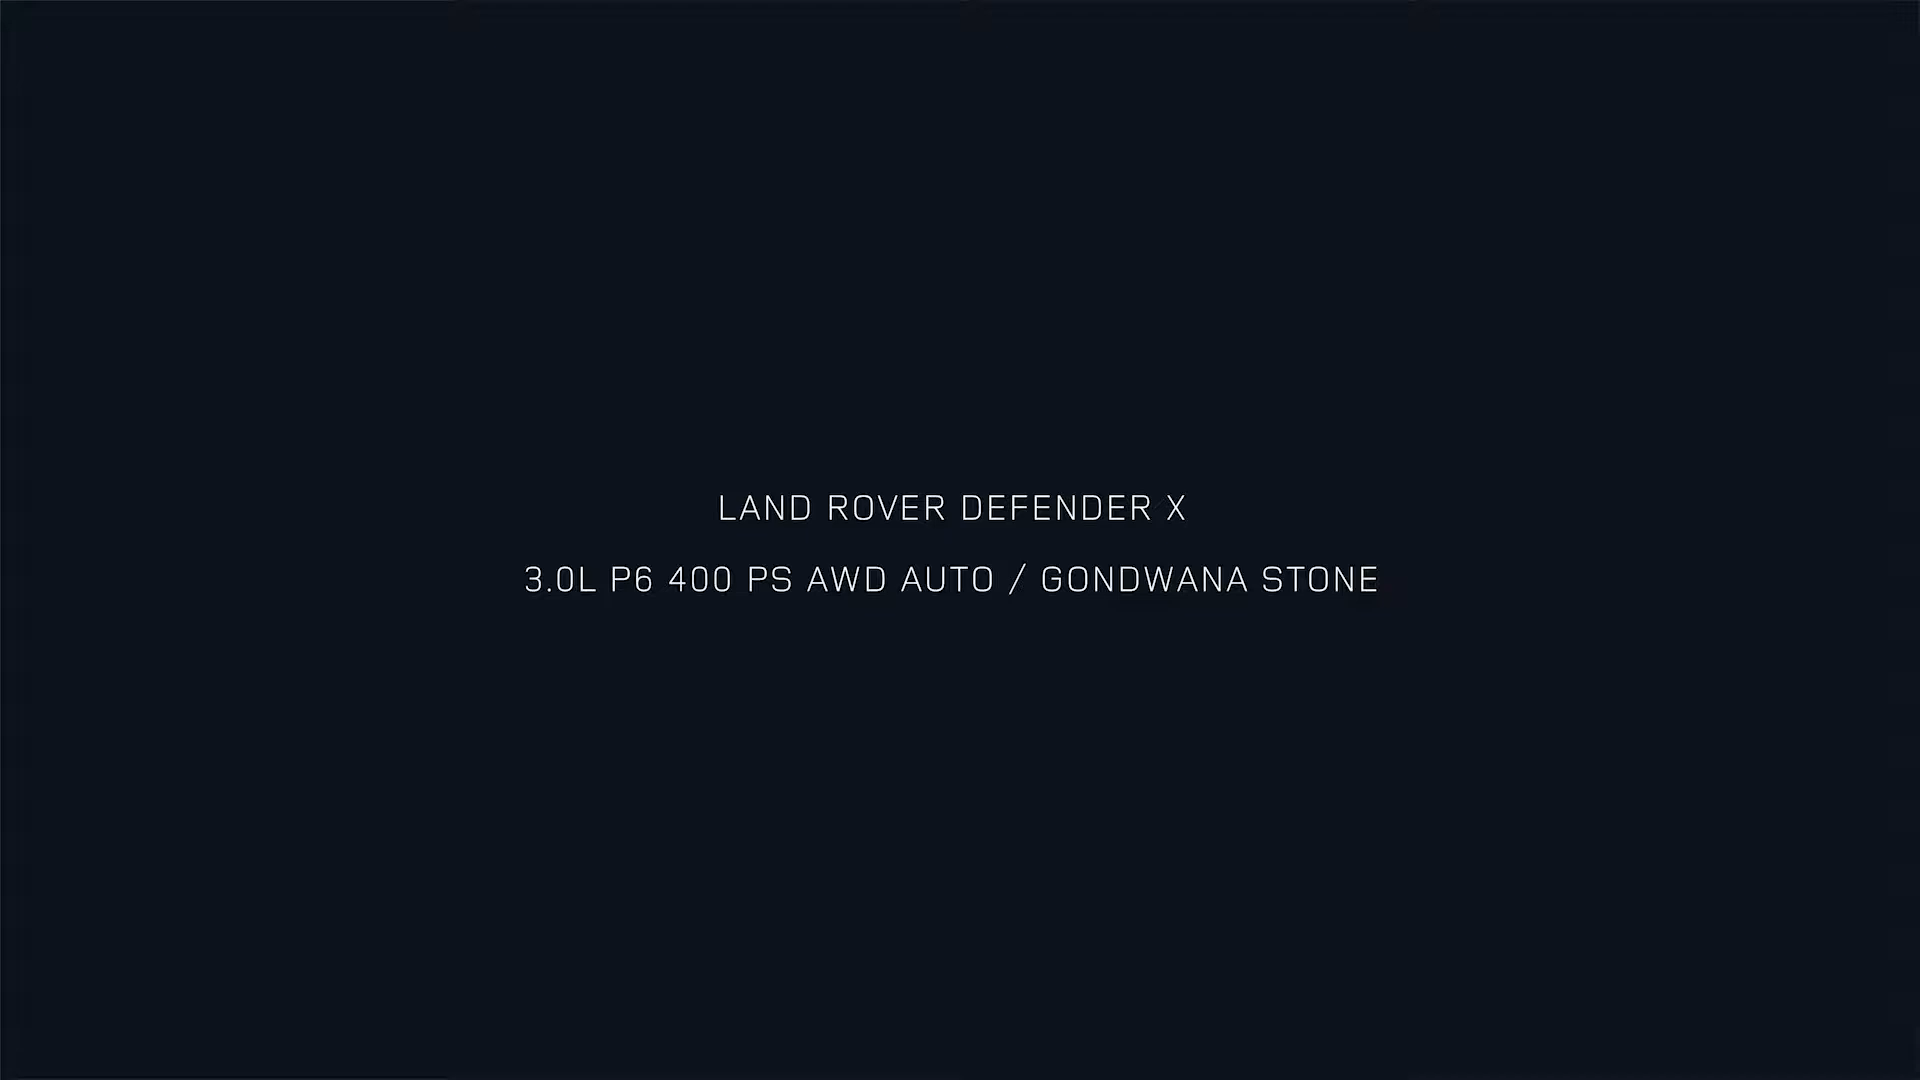 LAND ROVER DEFENDER X
3.0L P6 400 PS AWD AUTO / GONDWANA STONE